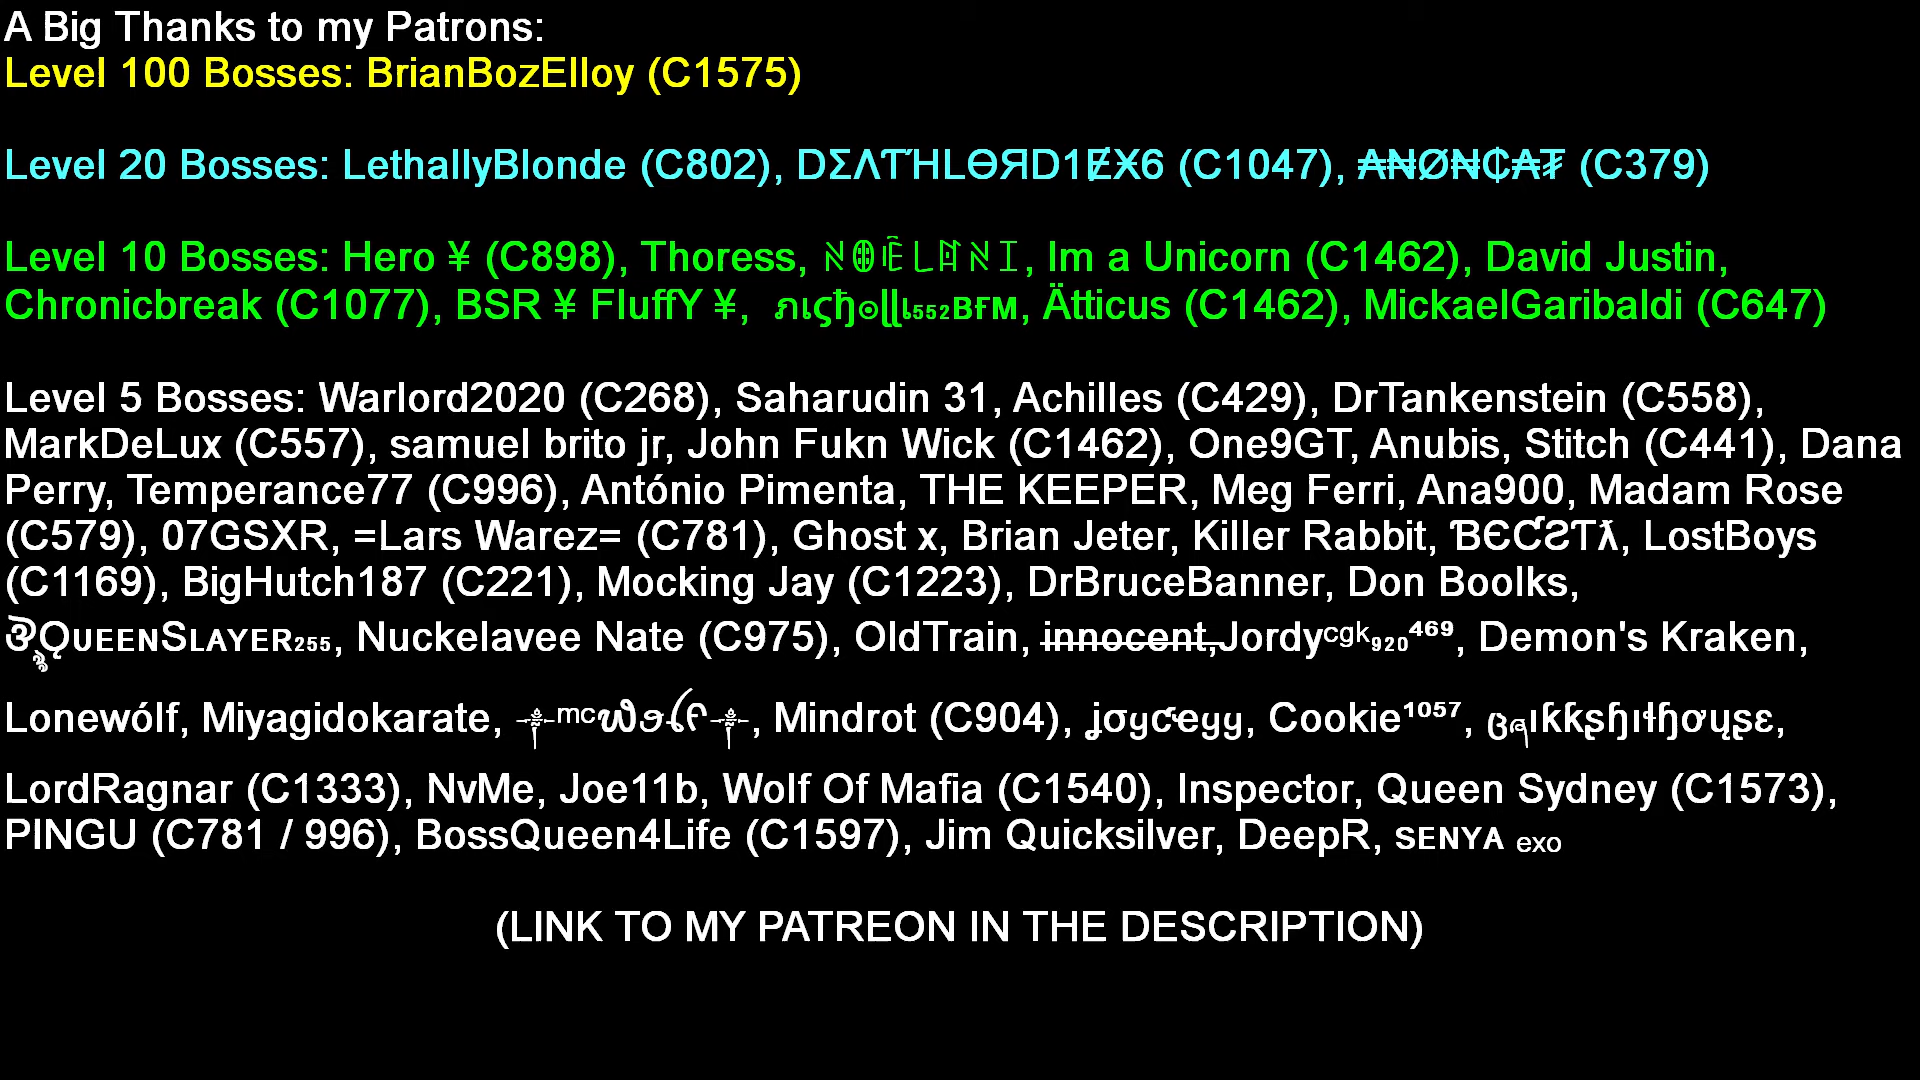 A Big Thanks to my Patrons:
Level 100 Bosses: BrianBozElloy (C1575)
Level 20 Bosses: LethallyBlonde (C802), DΣΛƬΉLӨЯD1ɆӾ6 (C1047), ₳₦Ø₦₵₳₮ (C379)
Level 10 Bosses: Hero ¥ (C898), Thoress, Im a Unicorn (C1462), David Justin,
Chronicbreak (C1077), BSR ¥ FluffY ¥, Ätticus (C1462), MickaelGaribaldi (C647)
Level 5 Bosses: Warlord2020 (C268), Saharudin 31, Achilles (C429), DrTankenstein (C558),
MarkDeLux (C557), samuel brito jr, John Fukn Wick (C1462), One9GT, Anubis, Stitch (C441), Dana
Perry, Temperance77 (C996), António Pimenta, THE KEEPER, Meg Ferri, Ana900, Madam Rose
(C579), 07GSXR, =Lars Warez= (C781), Ghost x, Brian Jeter, Killer Rabbit, ƁЄƇƧƬƛ, LostBoys
(C1169), BigHutch187 (C221), Mocking Jay (C1223), DrBruceBanner, Don Boolks,
QᴜᴇᴇɴSʟᴀʏᴇʀ₂₅₅, Nuckelavee Nate (C975), OldTrain, i̶n̶n̶o̶c̶e̶n̶t̶,̶Jordyᶜᵍᵏ₉₂₀⁴⁶⁹, Demon's Kraken,
Lonewólf, Miyagidokarate, Mindrot (C904), Cookie¹⁰⁵⁷,
LordRagnar (C1333), NvMe, Joe11b, Wolf Of Mafia (C1540), Inspector, Queen Sydney (C1573),
PINGU (C781 / 996), BossQueen4Life (C1597), Jim Quicksilver, DeepR, ꜱᴇɴʏᴀ ₑₓₒ
(LINK TO MY PATREON IN THE DESCRIPTION)